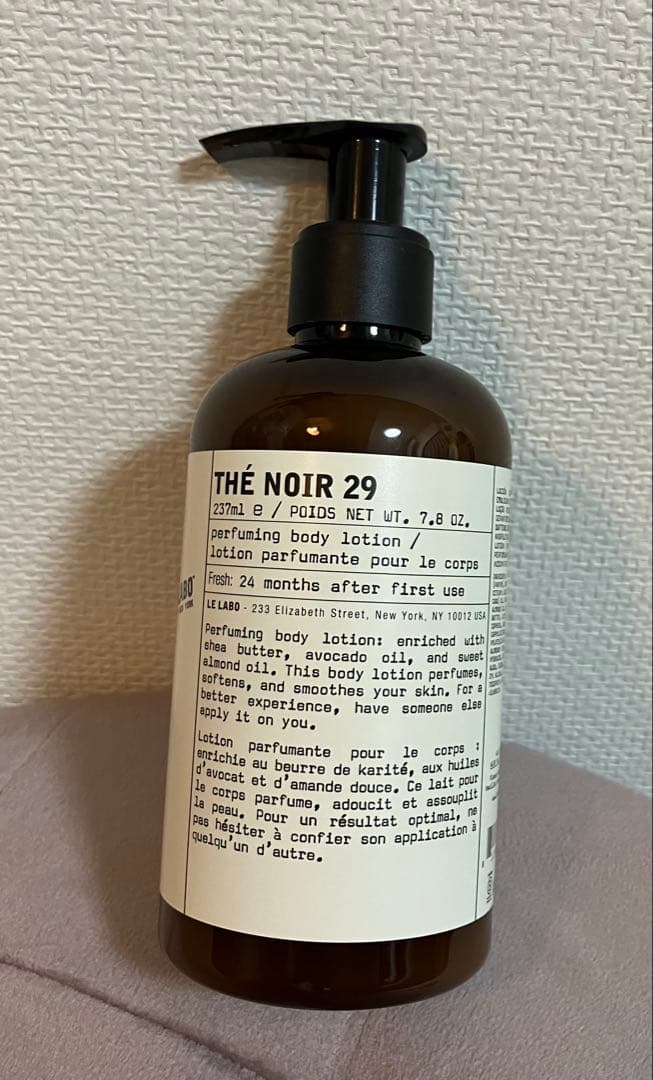 THÉ NOIR 29
237ml e / POIDS NET WT. 7.8 OZ.
perfuming body lotion /
lotion parfumante pour le corps
Fresh: 24 months after first use
LE LABO - 233 Elizabeth Street, New York, NY 10012 USA
Perfuming body lotion: enriched with
shea butter, avocado oil, and sweet
almond oil. This body lotion perfumes,
softens, and smoothes your skin. For a
better experience, have someone else
apply it on you.
Lotion parfumante pour le corps :
enrichie au beurre de karité, aux huiles
d'avocat et d'amande douce. Ce lait pour
le corps parfume, adoucit et assouplit
la peau. Pour un résultat optimal, ne
pas hésiter à confier son application à
quelqu'un d'autre.